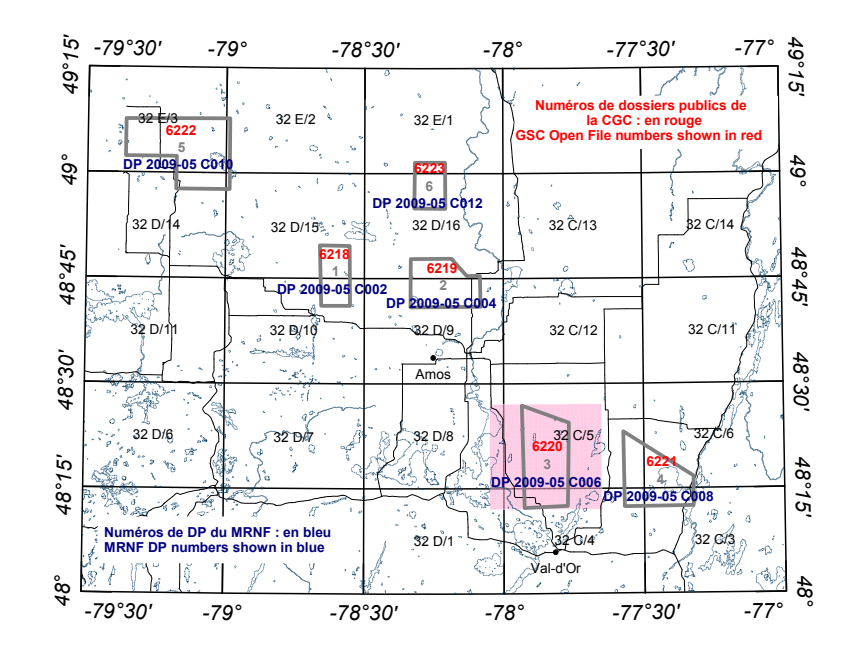 -79°30' -79° -78°30' -78° -77°30' -77°
49°15' 49°15'
32 E/3 32 E/2 32 E/1
Numéros de dossiers publics de
la CGC : en rouge
GSC Open File numbers shown in red
6222
5
DP 2009-05 C010
49° 49°
6223
6
DP 2009-05 C012
32 D/14 32 D/15 32 D/16 32 C/13 32 C/14
6218
1
DP 2009-05 C002
6219
2
DP 2009-05 C004
48°45' 48°45'
32 D/11 32 D/10 32 D/9 32 C/12 32 C/11
Amos
48°30' 48°30'
32 D/6 32 D/7 32 D/8 32 C/5 32 C/6
6220
3
DP 2009-05 C006
6221
4
DP 2009-05 C008
48°15' 48°15'
Numéros de DP du MRNF : en bleu
MRNF DP numbers shown in blue
32 D/1 32 C/4 32 C/3
Val-d'Or
48° 48°
-79°30' -79° -78°30' -78° -77°30' -77°